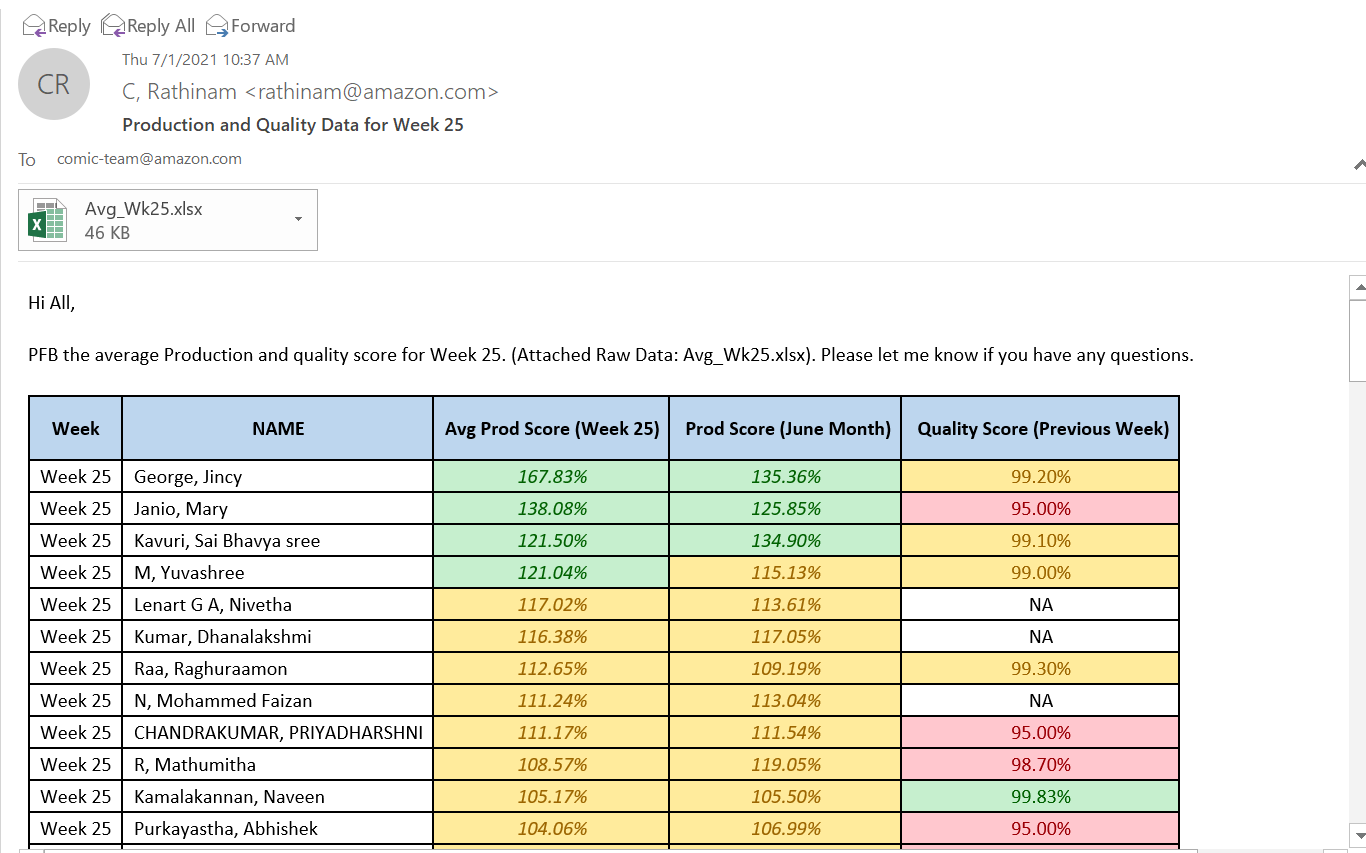 Reply Reply All Forward
CR
Thu 7/1/2021 10:37 AM
C, Rathinam <rathinam@amazon.com>
Production and Quality Data for Week 25
To comic-team@amazon.com
Avg_Wk25.xlsx
46 KB
Hi All,
PFB the average Production and quality score for Week 25. (Attached Raw Data: Avg_Wk25.xlsx). Please let me know if you have any questions.
Week NAME Avg Prod Score (Week 25) Prod Score (June Month) Quality Score (Previous Week)
Week 25 George, Jincy 167.83% 135.36% 99.20%
Week 25 Janio, Mary 138.08% 125.85% 95.00%
Week 25 Kavuri, Sai Bhavya sree 121.50% 134.90% 99.10%
Week 25 M, Yuvashree 121.04% 115.13% 99.00%
Week 25 Lenart G A, Nivetha 117.02% 113.61% NA
Week 25 Kumar, Dhanalakshmi 116.38% 117.05% NA
Week 25 Raa, Raghuraamon 112.65% 109.19% 99.30%
Week 25 N, Mohammed Faizan 111.24% 113.04% NA
Week 25 CHANDRAKUMAR, PRIYADHARSHNI 111.17% 111.54% 95.00%
Week 25 R, Mathumitha 108.57% 119.05% 98.70%
Week 25 Kamalakannan, Naveen 105.17% 105.50% 99.83%
Week 25 Purkayastha, Abhishek 104.06% 106.99% 95.00%